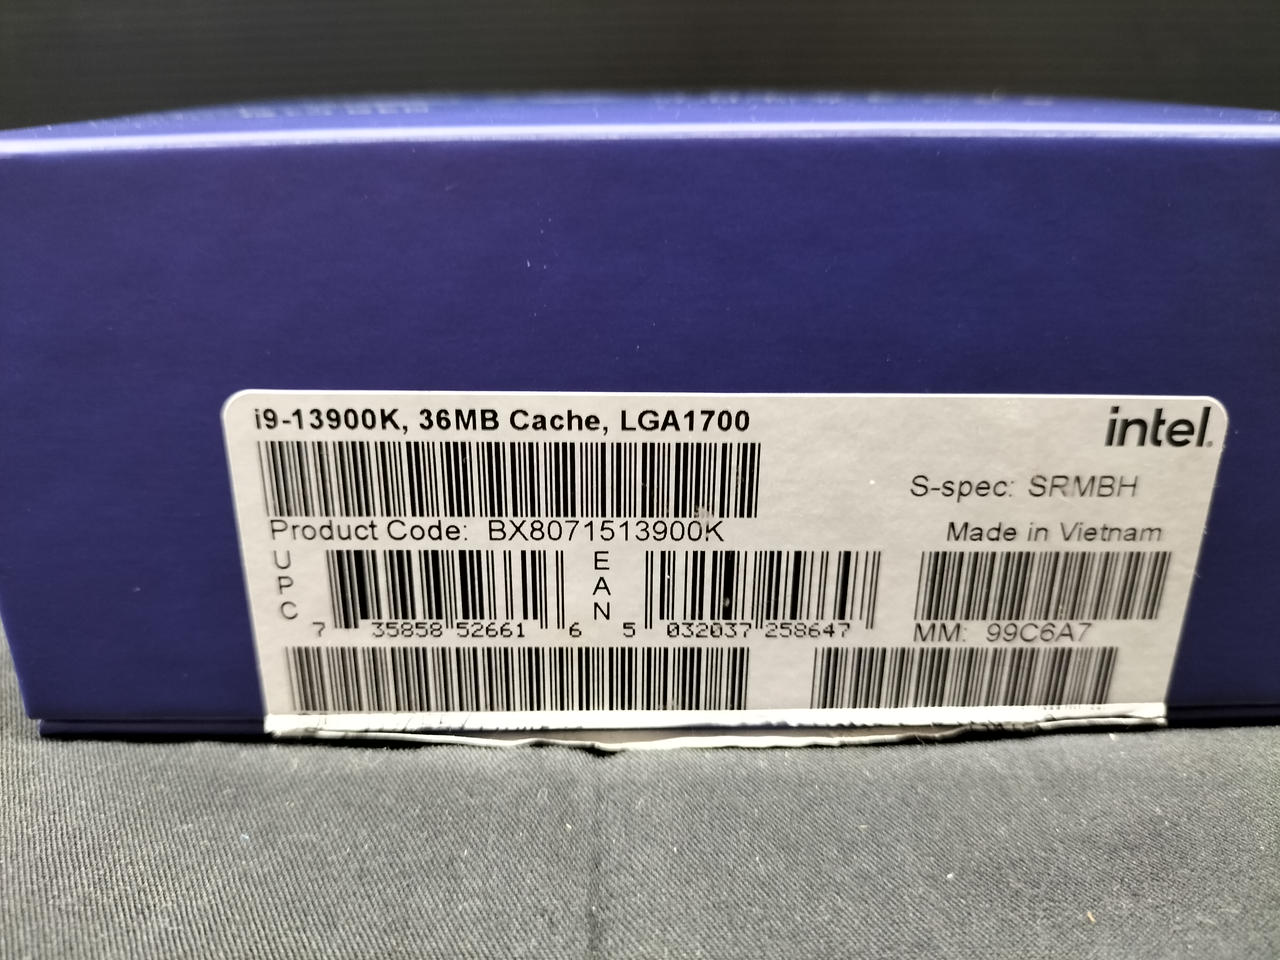 i9-13900K, 36MB Cache, LGA1700
intel.
S-spec: SRMBH
Product Code: BX8071513900K
Made in Vietnam
UPC
7 35858 52661 6
EAN
5 032037 258647
MM: 99C6A7